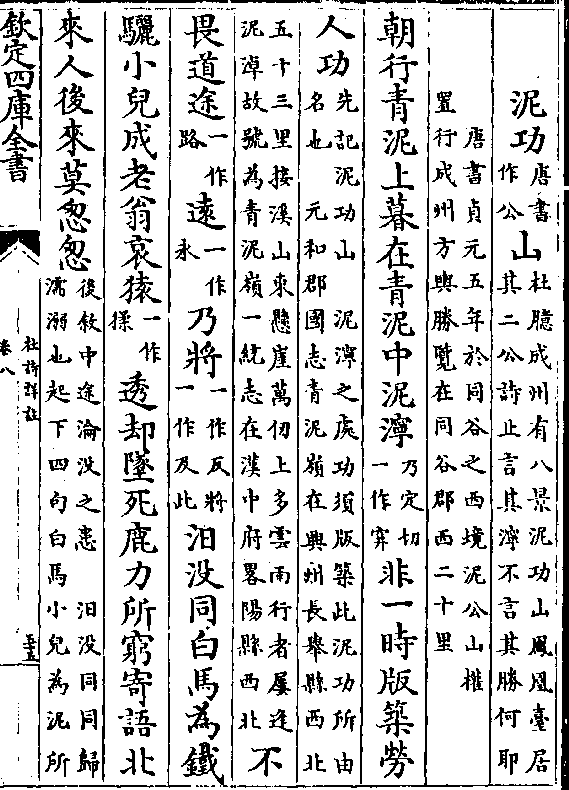 泥功唐書作公山杜臆成州有八景泥功山鳳凰臺居其二公詩止言其濘不言其勝何耶
唐書貞元五年於同谷之西境泥公山權
置行成州方輿勝覽在同谷郡西二十里
朝行青泥上暮在青泥中泥濘乃定切一作穽非一時版築勞
人功先記泥功山 泥濘之處功須版築此泥功所由名也 元和郡國志青泥嶺在興州長舉縣西北
五十三里接溪山東懸崖萬仞上多雲雨行者屢逢泥淖故號為青泥嶺一統志在漢中府畧陽縣西北不
畏道途一作路遠一作永乃將一作反將一作及此汨没同白馬為鐵
驪小兒成老翁哀猿一作猱透却墜死鹿力所窮寄語北
來人後來莫怱怱後敘中途淪没之患 汨没同同歸濡溺也起下四句白馬小兒為泥所
欽定四庫全書
杜詩詳註
卷八